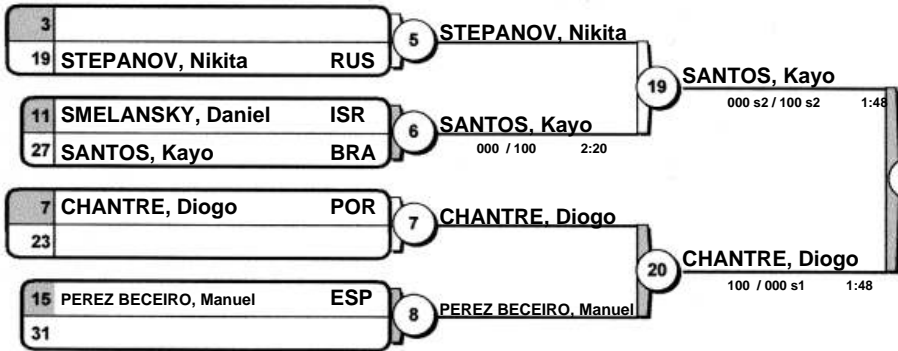 3
19 STEPANOV, Nikita RUS
5
STEPANOV, Nikita
11 SMELANSKY, Daniel ISR
27 SANTOS, Kayo BRA
6
SANTOS, Kayo
000 / 100 2:20
19
SANTOS, Kayo
000 s2 / 100 s2 1:48
7 CHANTRE, Diogo POR
23
7
CHANTRE, Diogo
15 PEREZ BECEIRO, Manuel ESP
31
8
PEREZ BECEIRO, Manuel
20
CHANTRE, Diogo
100 / 000 s1 1:48